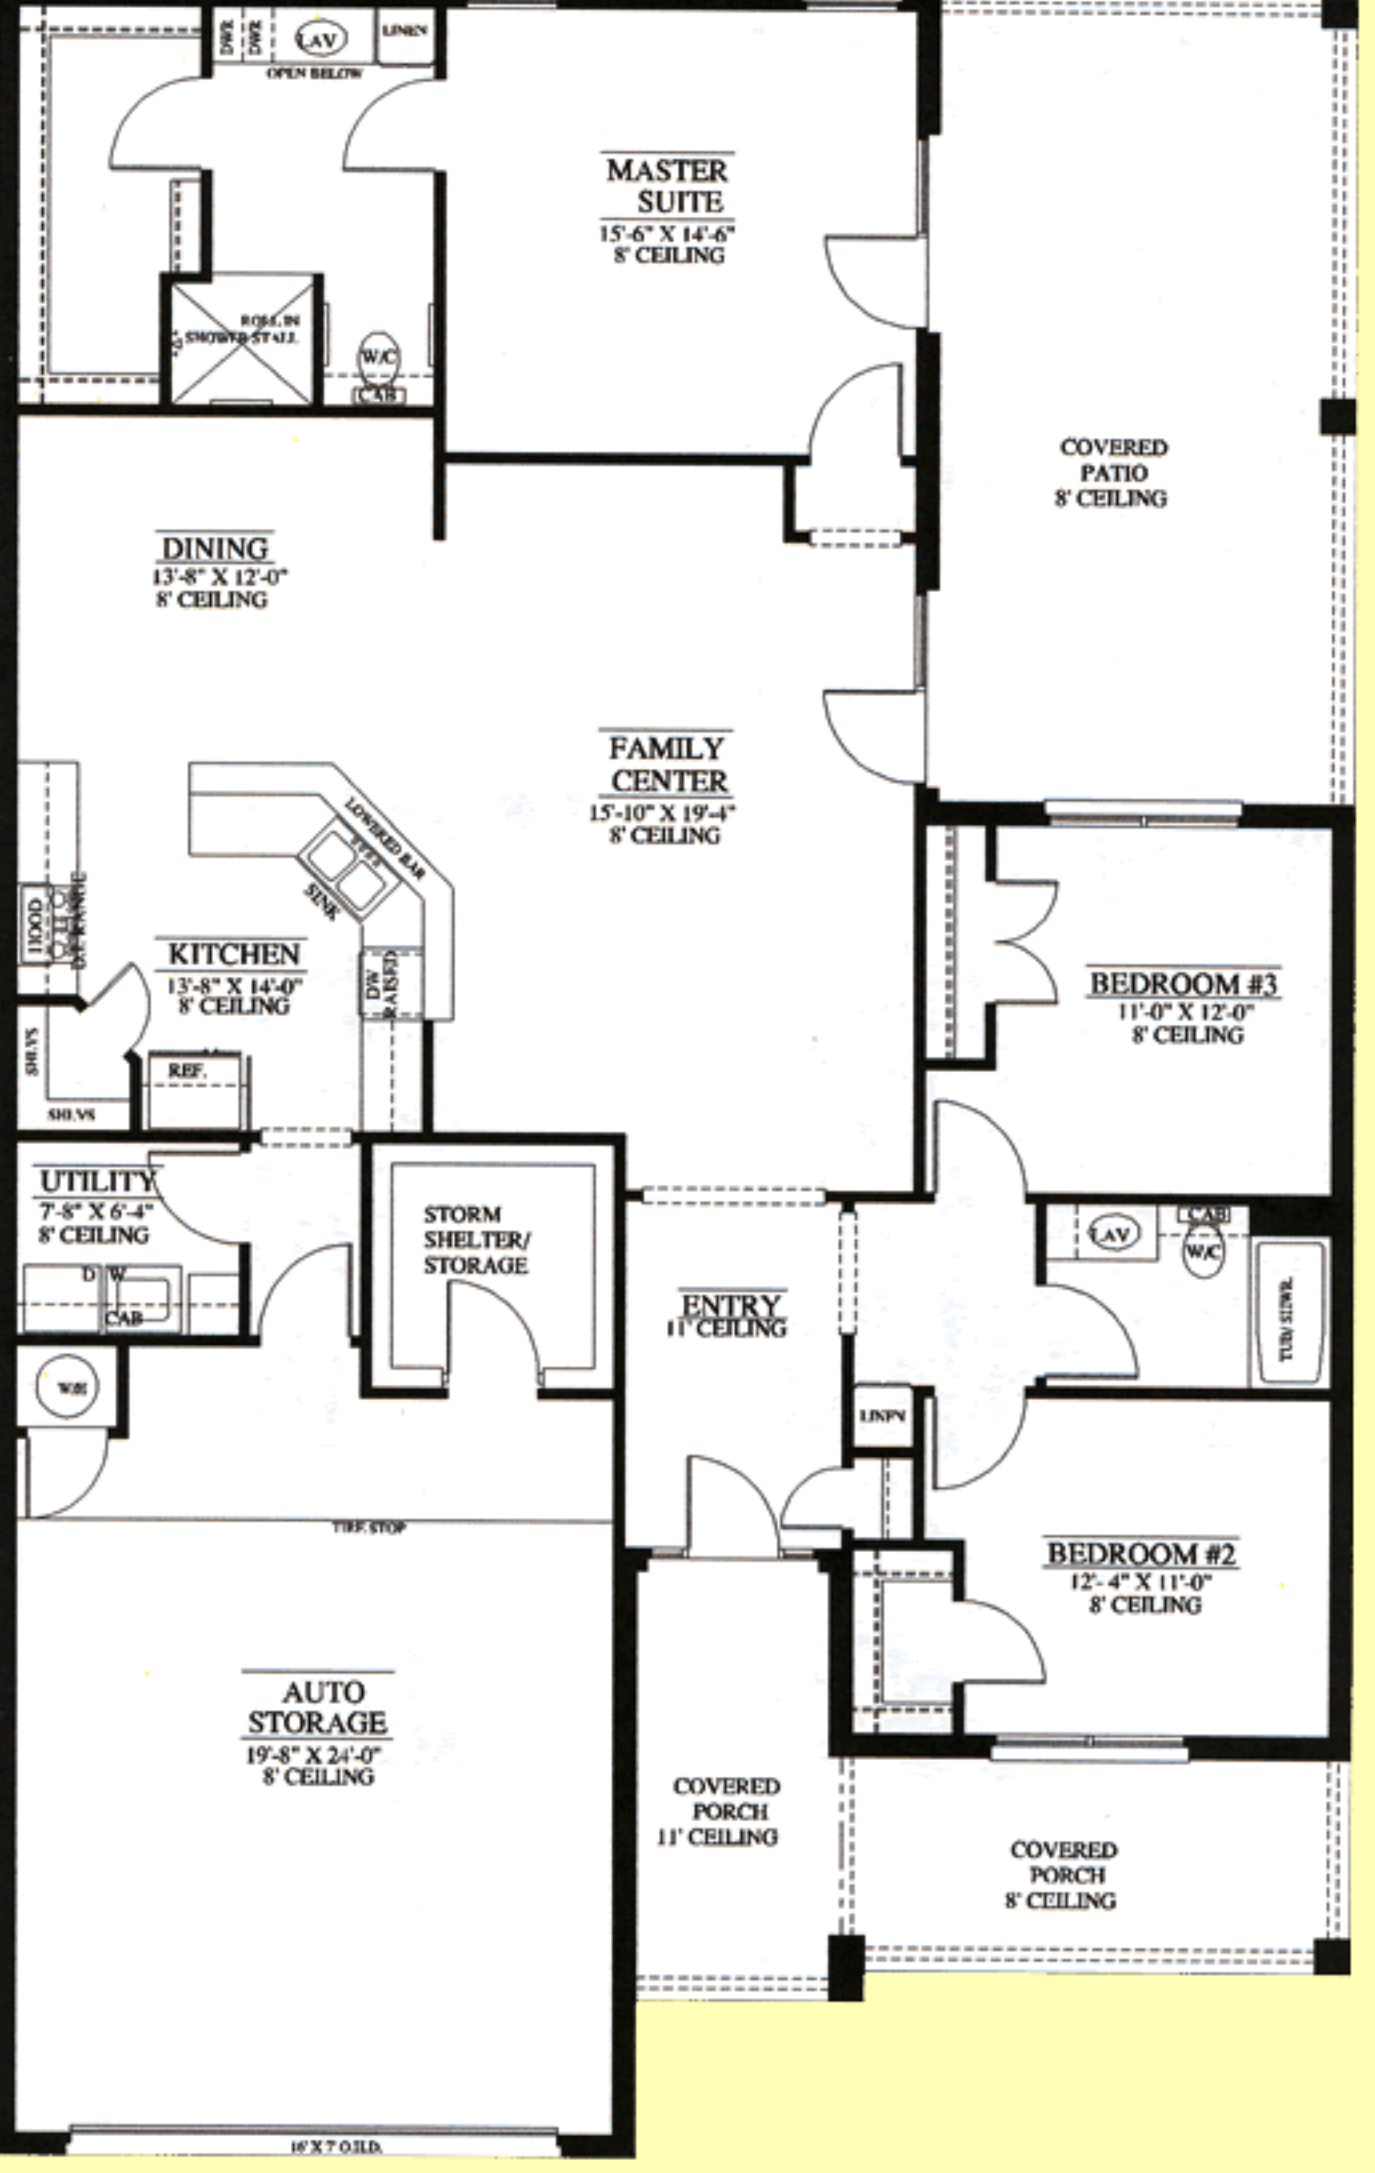 DWR
DWR
LAV
LINEN
OPEN BELOW
MASTER
SUITE
15'-6" X 14'-6"
8' CEILING
ROLL IN
SHOWER STALL
W/C
CAB
COVERED
PATIO
8' CEILING
DINING
13'-8" X 12'-0"
8' CEILING
FAMILY
CENTER
15'-10" X 19'-4"
8' CEILING
LOWERED BAR
SINK
HOOD
RANGE
KITCHEN
13'-8" X 14'-0"
8' CEILING
DW
RAISED
BEDROOM #3
11'-0" X 12'-0"
8' CEILING
SHLVS
REF.
SHLVS
UTILITY
7'-8" X 6'-4"
8' CEILING
D W
CAB
STORM
SHELTER/
STORAGE
LAV
CAB
W/C
TUB/ SHWR.
ENTRY
11' CEILING
W/H
LINEN
TIRE STOP
BEDROOM #2
12'- 4" X 11'-0"
8' CEILING
AUTO
STORAGE
19'-8" X 24'-0"
8' CEILING
COVERED
PORCH
11' CEILING
COVERED
PORCH
8' CEILING
16' X 7' O.H.D.